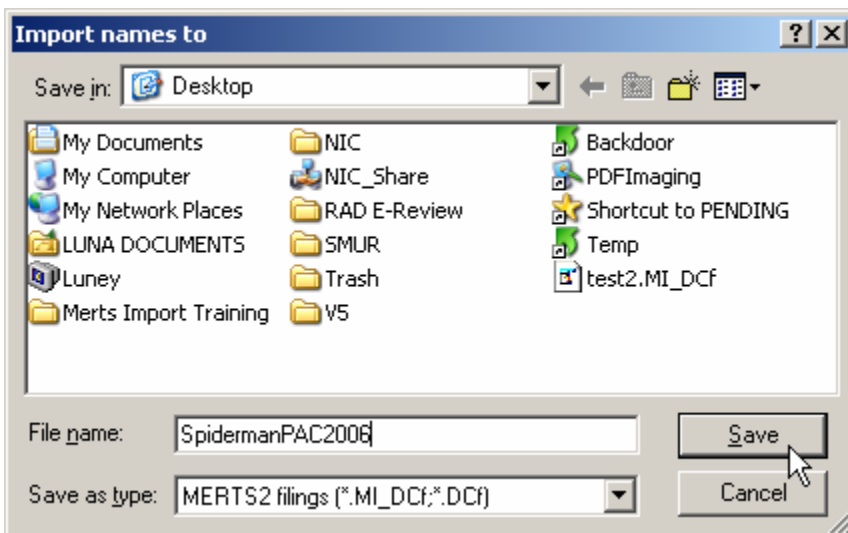 Import names to
Save in: Desktop
My Documents NIC Backdoor
My Computer NIC_Share PDFImaging
My Network Places RAD E-Review Shortcut to PENDING
LUNA DOCUMENTS SMUR Temp
Luney Trash test2.MI_DCf
Merts Import Training V5
File name: SpidermanPAC2006 Save
Save as type: MERTS2 filings (*.MI_DCf;*.DCf) Cancel